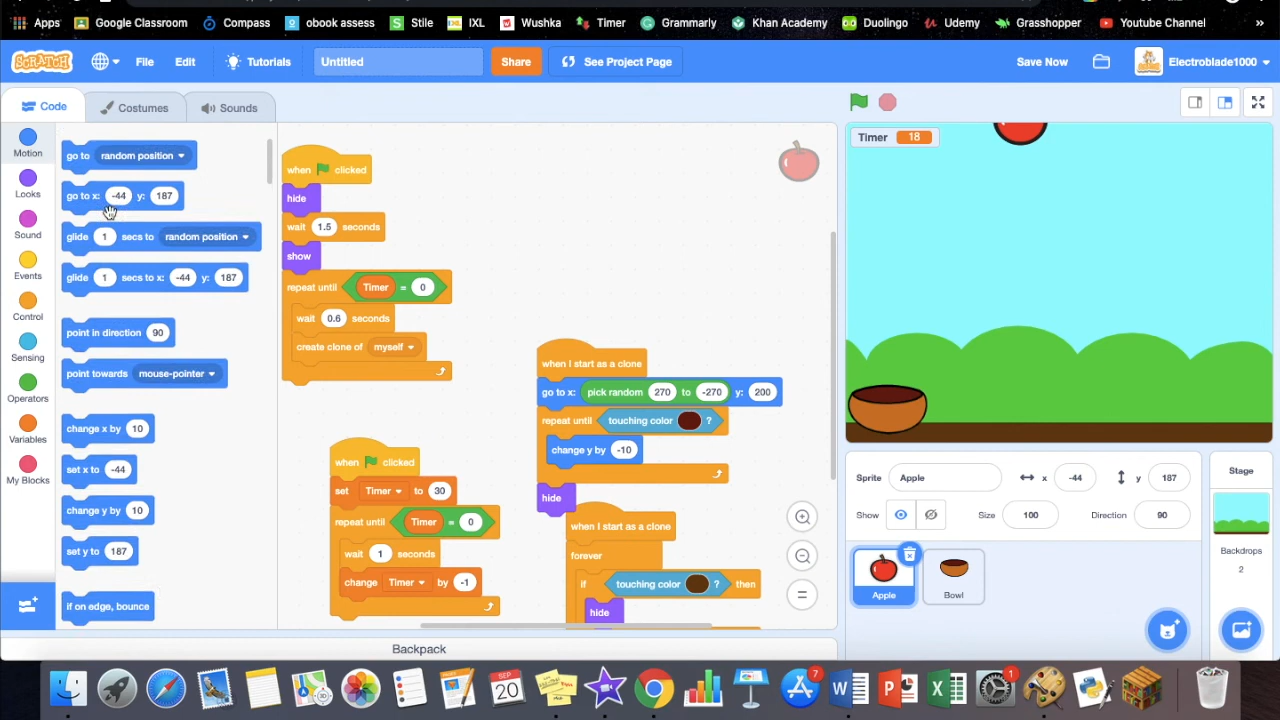 Apps Google Classroom Compass obook assess Stile IXL Wushka Timer Grammarly Khan Academy Duolingo Udemy Grasshopper Youtube Channel »
SCRATCH File Edit Tutorials Untitled Share See Project Page Save Now Electroblade1000
Code Costumes Sounds
Motion
Looks
Sound
Events
Control
Sensing
Operators
Variables
My Blocks
go to random position
go to x: -44 y: 187
glide 1 secs to random position
glide 1 secs to x: -44 y: 187
point in direction 90
point towards mouse-pointer
change x by 10
set x to -44
change y by 10
set y to 187
if on edge, bounce
when clicked
hide
wait 1.5 seconds
show
repeat until Timer = 0
wait 0.6 seconds
create clone of myself
when clicked
set Timer to 30
repeat until Timer = 0
wait 1 seconds
change Timer by -1
when I start as a clone
go to x: pick random 270 to -270 y: 200
repeat until touching color ?
change y by -10
hide
when I start as a clone
forever
if touching color ? then
hide
Backpack
Timer 18
Sprite Apple x -44 y 187
Show Size 100 Direction 90
Apple
Bowl
Stage
Backdrops
2
SEP
20
7
1